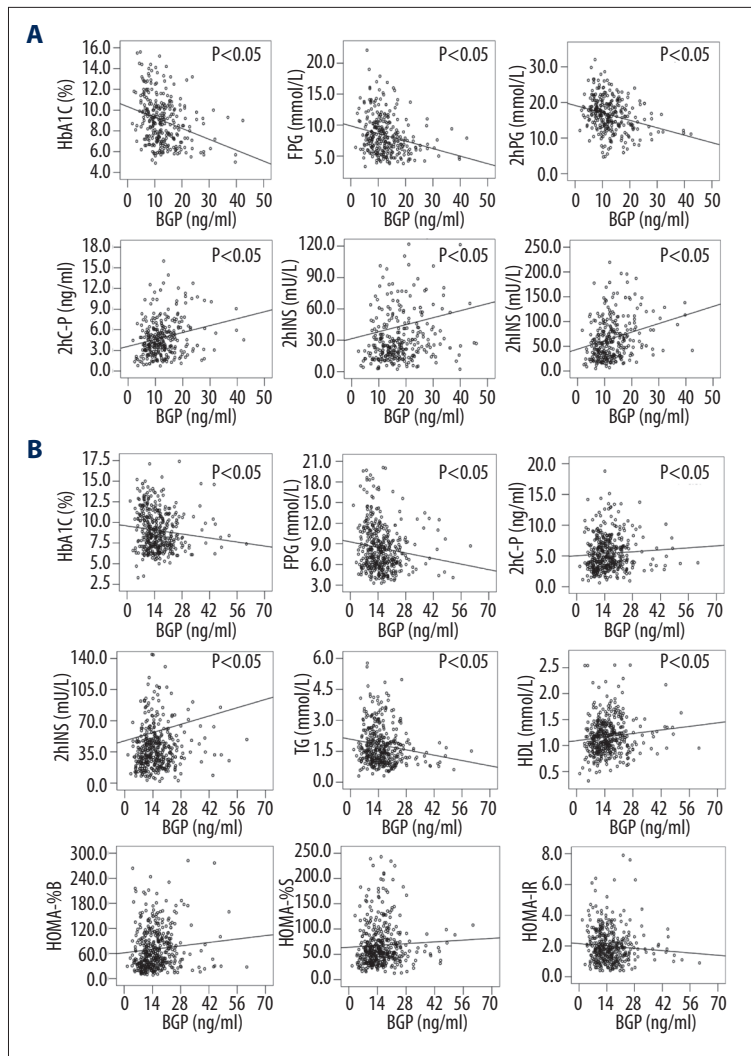 A
P<0.05 P<0.05 P<0.05
HbA1C (%)
16.0
14.0
12.0
10.0
8.0
6.0
4.0
0 10 20 30 40 50
BGP (ng/ml)
FPG (mmol/L)
20.0
15.0
10.0
5.0
0 10 20 30 40 50
BGP (ng/ml)
2hPG (mmol/L)
30.0
20.0
10.0
0.0
0 10 20 30 40 50
BGP (ng/ml)
P<0.05 P<0.05 P<0.05
2hC-P (ng/ml)
18.0
15.0
12.0
9.0
6.0
3.0
0.0
0 10 20 30 40 50
BGP (ng/ml)
2hINS (mU/L)
120.0
90.0
60.0
30.0
0.0
0 10 20 30 40 50
BGP (ng/ml)
2hINS (mU/L)
250.0
200.0
150.0
100.0
50.0
0.0
0 10 20 30 40 50
BGP (ng/ml)
B
P<0.05 P<0.05 P<0.05
HbA1C (%)
17.5
15.0
12.5
10.0
7.5
5.0
2.5
0 14 28 42 56 70
BGP (ng/ml)
FPG (mmol/L)
21.0
18.0
15.0
12.0
9.0
6.0
3.0
0 14 28 42 56 70
BGP (ng/ml)
2hC-P (ng/ml)
20.0
15.0
10.0
5.0
0.0
0 14 28 42 56 70
BGP (ng/ml)
P<0.05 P<0.05 P<0.05
2hINS (mU/L)
140.0
105.0
70.0
35.0
0.0
0 14 28 42 56 70
BGP (ng/ml)
TG (mmol/L)
6.0
4.5
3.0
1.5
0.0
0 14 28 42 56 70
BGP (ng/ml)
HDL (mmol/L)
2.5
2.0
1.5
1.0
0.5
0 14 28 42 56 70
BGP (ng/ml)
HOMA-%B
300.0
240.0
180.0
120.0
60.0
0.0
0 14 28 42 56 70
BGP (ng/ml)
HOMA-%S
250.0
200.0
150.0
100.0
50.0
0.0
0 14 28 42 56 70
BGP (ng/ml)
HOMA-IR
8.0
6.0
4.0
2.0
0.0
0 14 28 42 56 70
BGP (ng/ml)